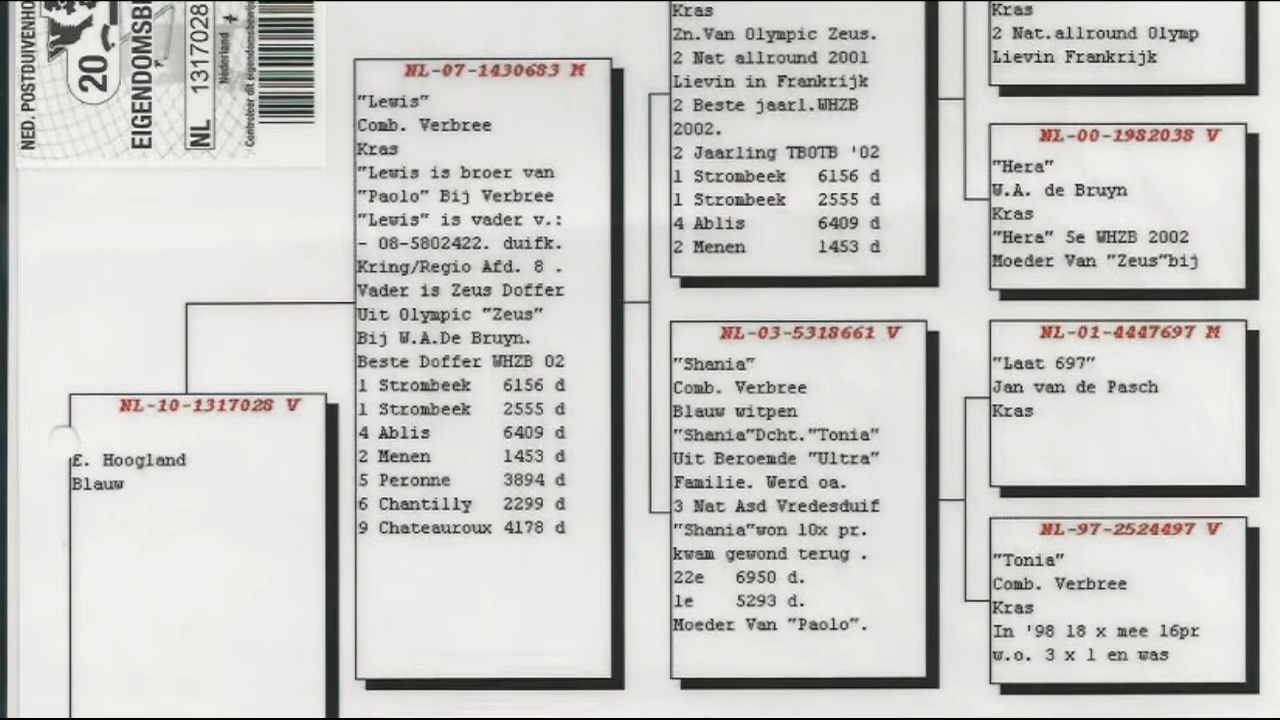 NED. POSTDUIVENHO
20
EIGENDOMSB
NL 1317028
Nederland
Controleer dit eigendomsbewijs
NL-10-1317028 V
E. Hoogland
Blauw
NL-07-1430683 M
"Lewis"
Comb. Verbree
Kras
"Lewis is broer van
"Paolo" Bij Verbree
"Lewis" is vader v.:
- 08-5802422. duifk.
Kring/Regio Afd. 8 .
Vader is Zeus Doffer
Uit Olympic "Zeus"
Bij W.A.De Bruyn.
Beste Doffer WHZB 02
1 Strombeek 6156 d
1 Strombeek 2555 d
4 Ablis 6409 d
2 Menen 1453 d
5 Peronne 3894 d
6 Chantilly 2299 d
9 Chateauroux 4178 d
Kras
Zn.Van Olympic Zeus.
2 Nat allround 2001
Lievin in Frankrijk
2 Beste jaarl.WHZB
2002.
2 Jaarling TBOTB '02
1 Strombeek 6156 d
1 Strombeek 2555 d
4 Ablis 6409 d
2 Menen 1453 d
NL-03-5318661 V
"Shania"
Comb. Verbree
Blauw witpen
"Shania"Dcht."Tonia"
Uit Beroemde "Ultra"
Familie. Werd oa.
3 Nat Asd Vredesduif
"Shania"won 10x pr.
kwam gewond terug .
22e 6950 d.
1e 5293 d.
Moeder Van "Paolo".
Kras
2 Nat.allround Olymp
Lievin Frankrijk
NL-00-1982038 V
"Hera"
W.A. de Bruyn
Kras
"Hera" 5e WHZB 2002
Moeder Van "Zeus"bij
NL-01-4447697 M
"Laat 697"
Jan van de Pasch
Kras
NL-97-2524497 V
"Tonia"
Comb. Verbree
Kras
In '98 18 x mee 16pr
w.o. 3 x 1 en was